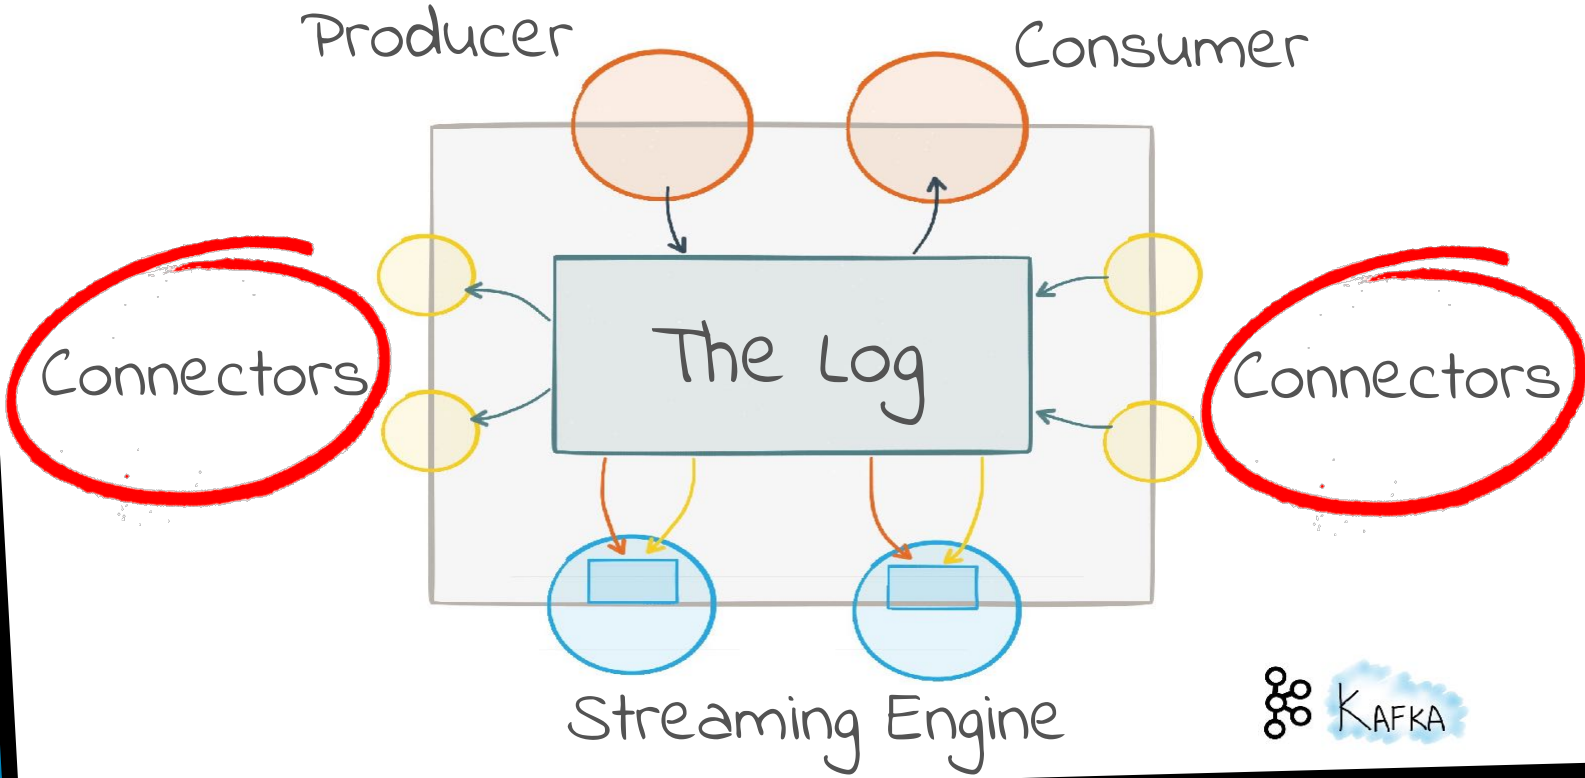 Producer
Consumer
Connectors
The Log
Connectors
Streaming Engine
KAFKA